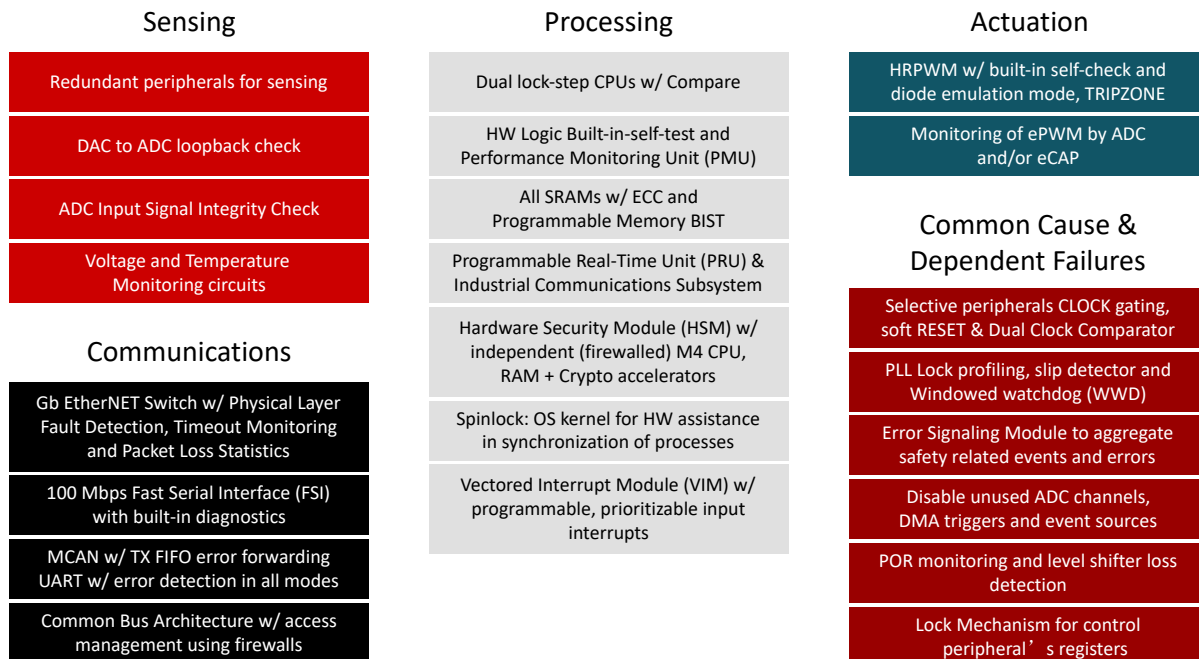 Sensing
Redundant peripherals for sensing
DAC to ADC loopback check
ADC Input Signal Integrity Check
Voltage and Temperature
Monitoring circuits
Communications
Gb EtherNET Switch w/ Physical Layer
Fault Detection, Timeout Monitoring
and Packet Loss Statistics
100 Mbps Fast Serial Interface (FSI)
with built-in diagnostics
MCAN w/ TX FIFO error forwarding
UART w/ error detection in all modes
Common Bus Architecture w/ access
management using firewalls
Processing
Dual lock-step CPUs w/ Compare
HW Logic Built-in-self-test and
Performance Monitoring Unit (PMU)
All SRAMs w/ ECC and
Programmable Memory BIST
Programmable Real-Time Unit (PRU) &
Industrial Communications Subsystem
Hardware Security Module (HSM) w/
independent (firewalled) M4 CPU,
RAM + Crypto accelerators
Spinlock: OS kernel for HW assistance
in synchronization of processes
Vectored Interrupt Module (VIM) w/
programmable, prioritizable input
interrupts
Actuation
HRPWM w/ built-in self-check and
diode emulation mode, TRIPZONE
Monitoring of ePWM by ADC
and/or eCAP
Common Cause &
Dependent Failures
Selective peripherals CLOCK gating,
soft RESET & Dual Clock Comparator
PLL Lock profiling, slip detector and
Windowed watchdog (WWD)
Error Signaling Module to aggregate
safety related events and errors
Disable unused ADC channels,
DMA triggers and event sources
POR monitoring and level shifter loss
detection
Lock Mechanism for control
peripheral’s registers